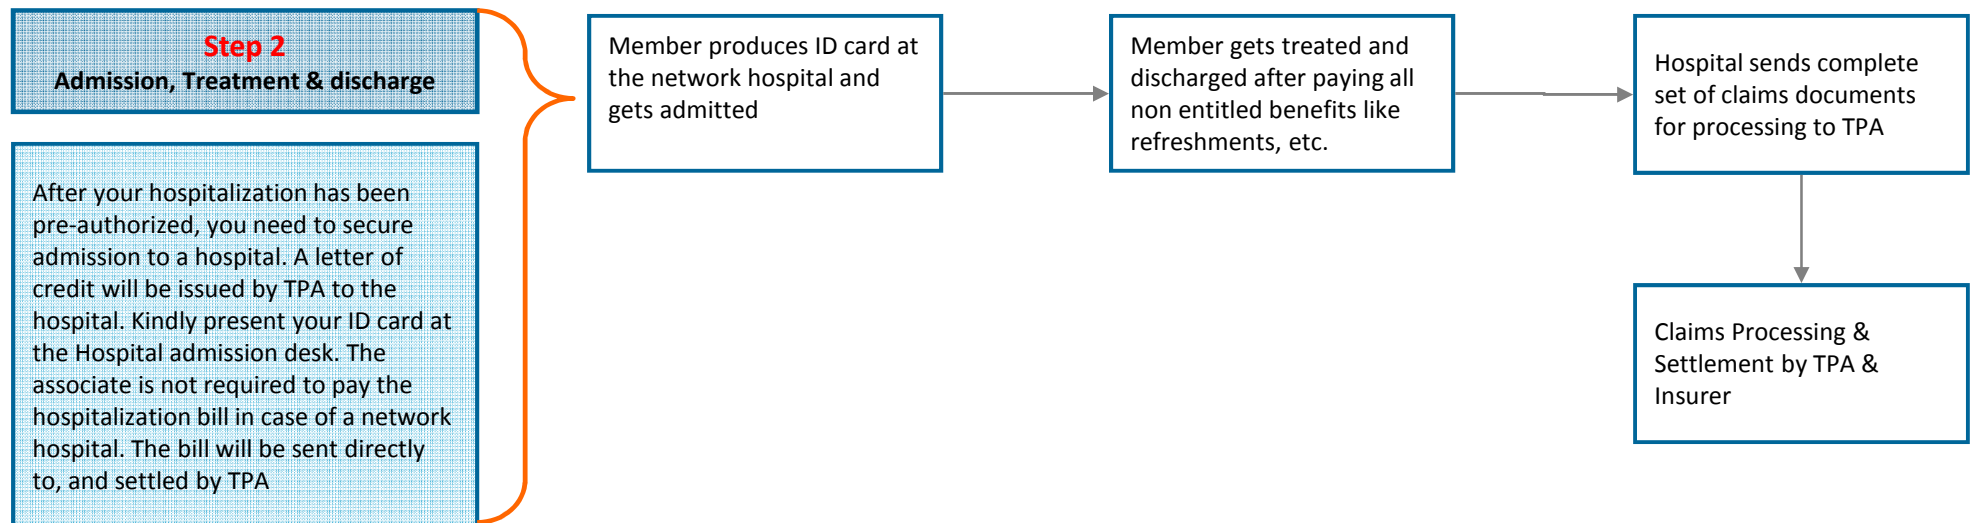 Step 2
Admission, Treatment & discharge
After your hospitalization has been
pre-authorized, you need to secure
admission to a hospital. A letter of
credit will be issued by TPA to the
hospital. Kindly present your ID card at
the Hospital admission desk. The
associate is not required to pay the
hospitalization bill in case of a network
hospital. The bill will be sent directly
to, and settled by TPA
Member produces ID card at
the network hospital and
gets admitted
Member gets treated and
discharged after paying all
non entitled benefits like
refreshments, etc.
Hospital sends complete
set of claims documents
for processing to TPA
Claims Processing &
Settlement by TPA &
Insurer